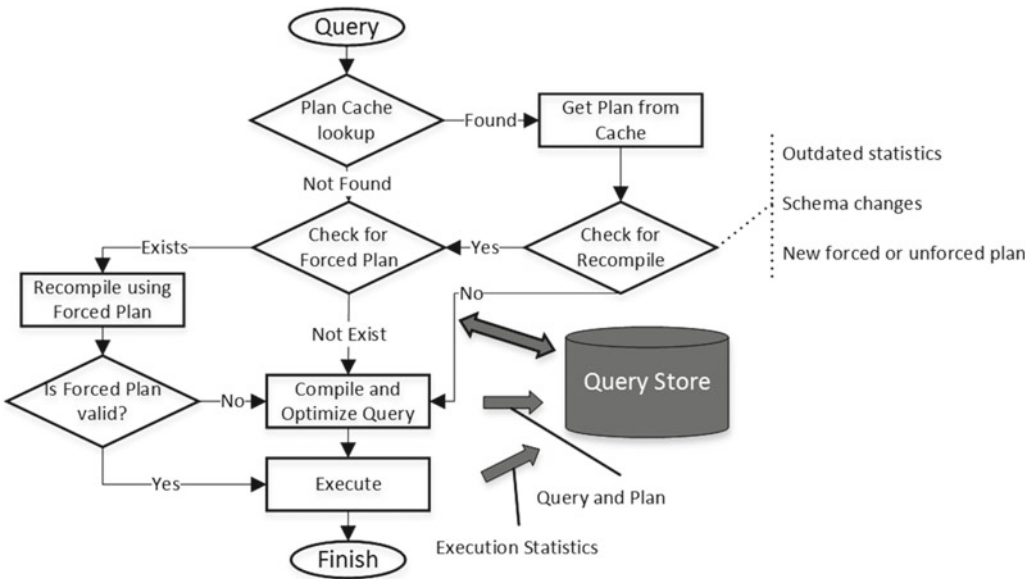 Query
Plan Cache
lookup
Found
Get Plan from
Cache
Outdated statistics
Not Found
Schema changes
Exists
Check for
Forced Plan
Yes
Check for
Recompile
New forced or unforced plan
Recompile using
Forced Plan
No
Not Exist
Query Store
Is Forced Plan
valid?
No
Compile and
Optimize Query
Yes
Execute
Query and Plan
Execution Statistics
Finish